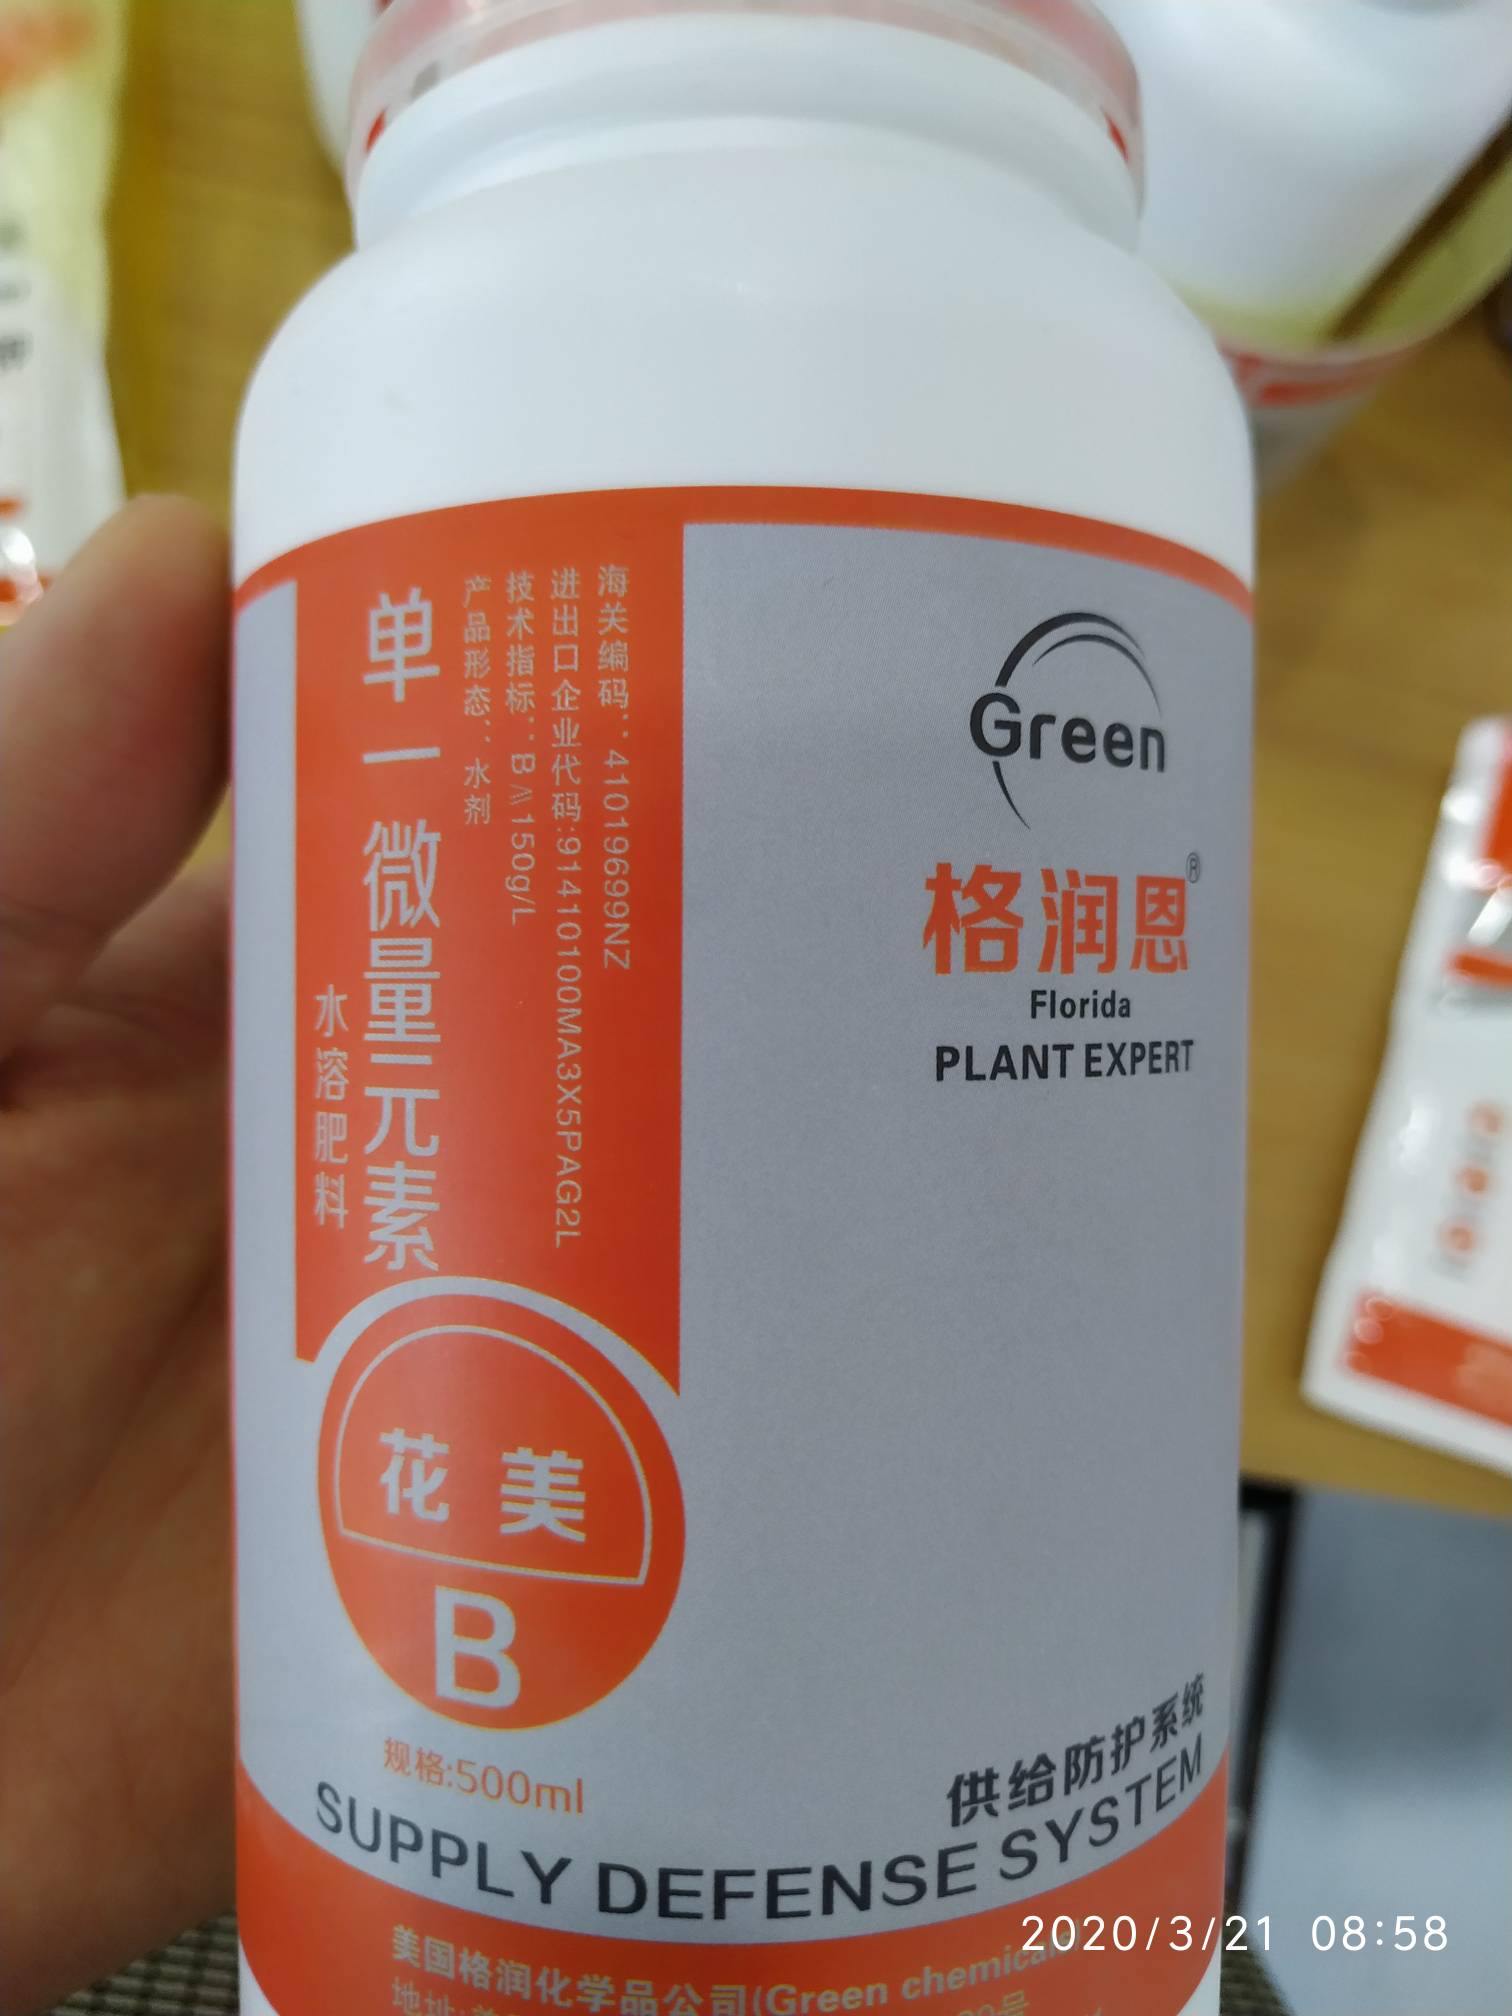 海关编码：41019699NZ
进出口企业代码:91410100MA3X5PAG2L
技术指标：B≥150g/L
产品形态：水剂
单一微量元素
水溶肥料
花美
B
规格:500ml
Green
格润恩®
Florida
PLANT EXPERT
供给防护系统
SUPPLY DEFENSE SYSTEM
美国格润化学品公司(Green chemical
地址:
2020/3/21 08:58